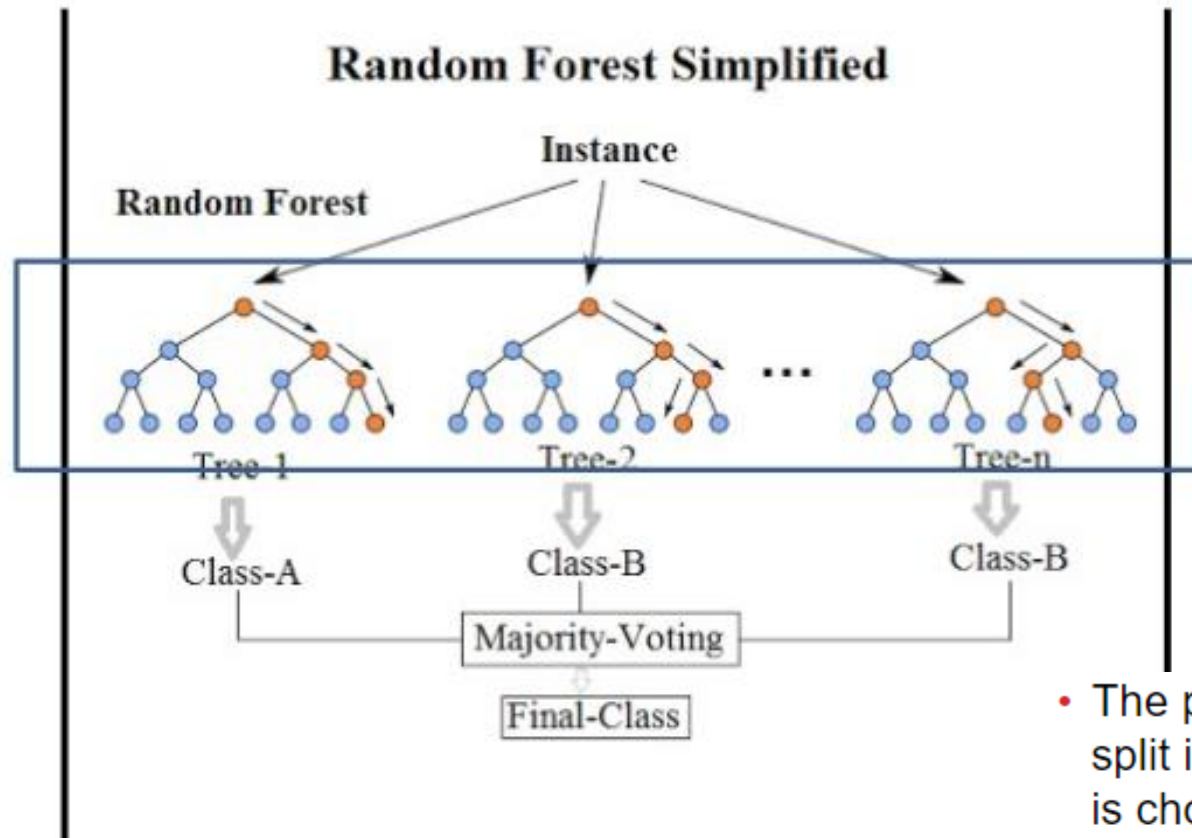 Random Forest Simplified
Instance
Random Forest
...
Tree-1
Tree-2
Tree-n
Class-A
Class-B
Class-B
Majority-Voting
Final-Class
• The p
split i
is cho